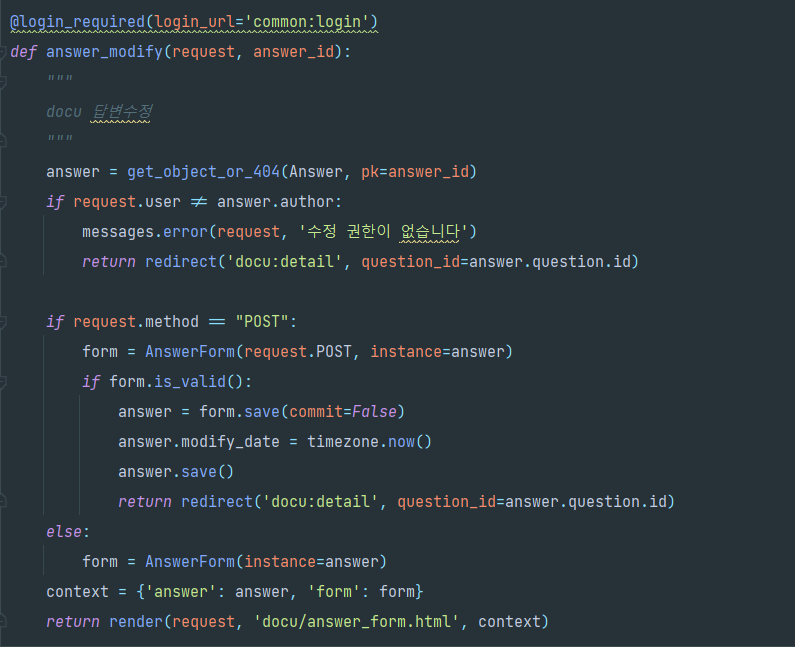 @login_required(login_url='common:login')
def answer_modify(request, answer_id):
    """
    docu 답변수정
    """
    answer = get_object_or_404(Answer, pk=answer_id)
    if request.user != answer.author:
        messages.error(request, '수정 권한이 없습니다')
        return redirect('docu:detail', question_id=answer.question.id)

    if request.method == "POST":
        form = AnswerForm(request.POST, instance=answer)
        if form.is_valid():
            answer = form.save(commit=False)
            answer.modify_date = timezone.now()
            answer.save()
            return redirect('docu:detail', question_id=answer.question.id)
    else:
        form = AnswerForm(instance=answer)
    context = {'answer': answer, 'form': form}
    return render(request, 'docu/answer_form.html', context)